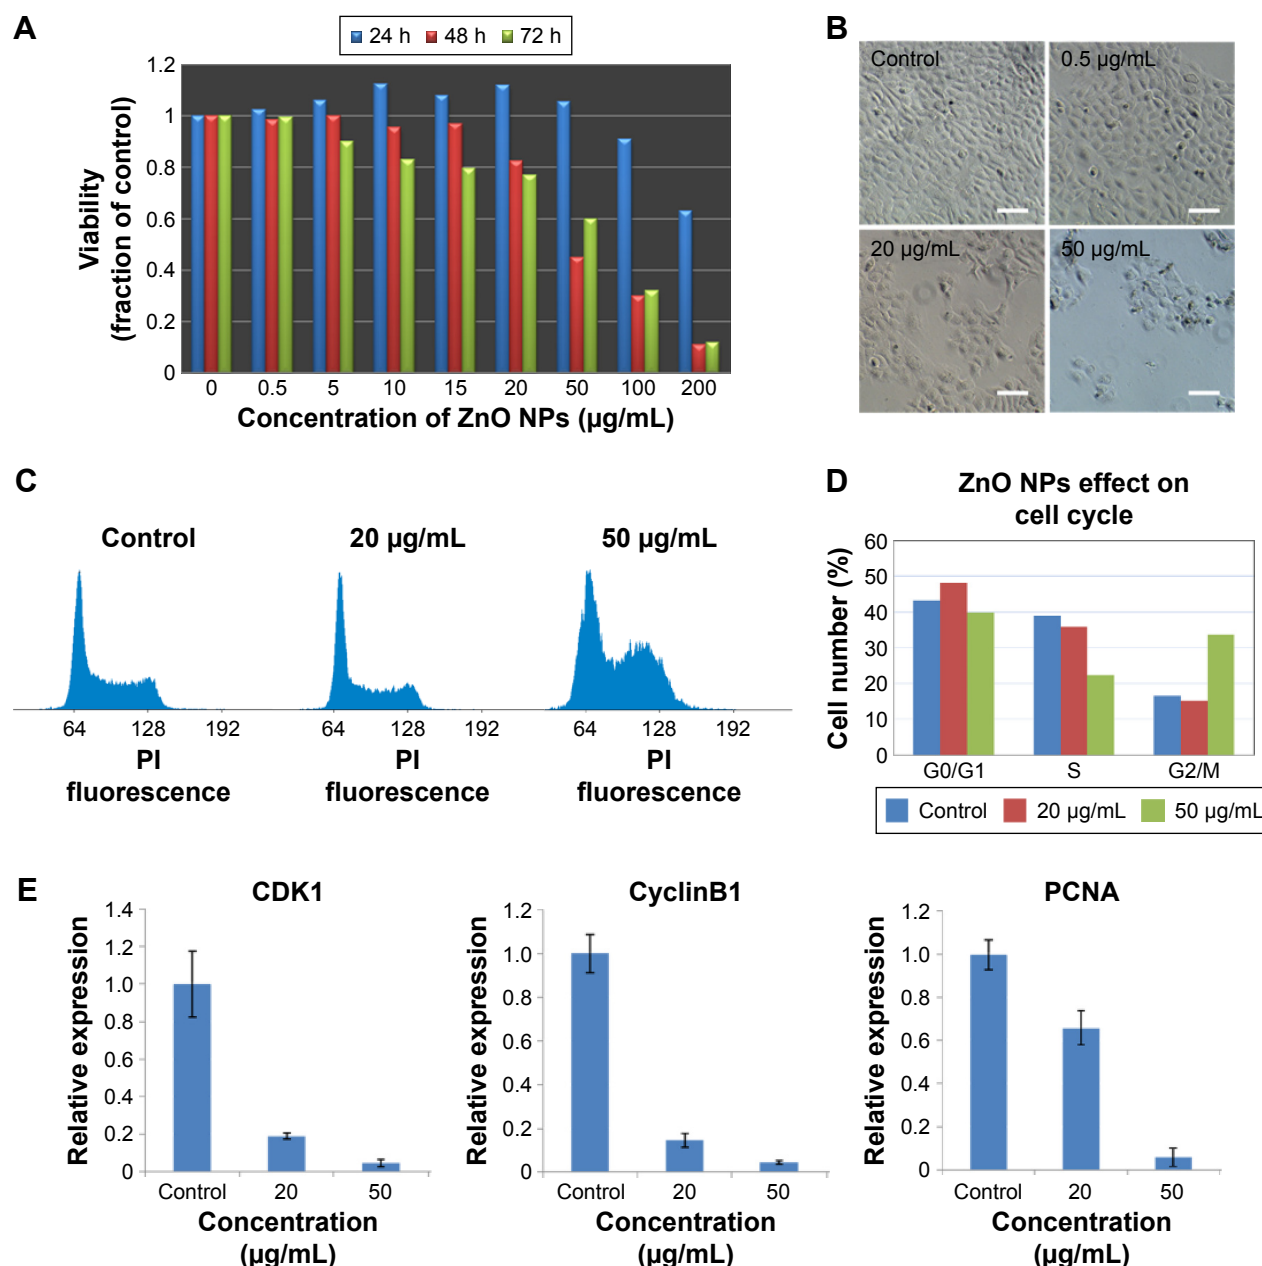 A
24 h 48 h 72 h
Viability
(fraction of control)
1.2
1
0.8
0.6
0.4
0.2
0
0 0.5 5 10 15 20 50 100 200
Concentration of ZnO NPs (µg/mL)
B
Control
0.5 µg/mL
20 µg/mL
50 µg/mL
C
Control
64 128 192
PI
fluorescence
20 µg/mL
64 128 192
PI
fluorescence
50 µg/mL
64 128 192
PI
fluorescence
D
ZnO NPs effect on
cell cycle
Cell number (%)
60
50
40
30
20
10
0
G0/G1 S G2/M
Control 20 µg/mL 50 µg/mL
E
CDK1
Relative expression
1.4
1.2
1.0
0.8
0.6
0.4
0.2
0
Control 20 50
Concentration
(µg/mL)
CyclinB1
Relative expression
1.2
1.0
0.8
0.6
0.4
0.2
0
Control 20 50
Concentration
(µg/mL)
PCNA
Relative expression
1.2
1.0
0.8
0.6
0.4
0.2
0
Control 20 50
Concentration
(µg/mL)